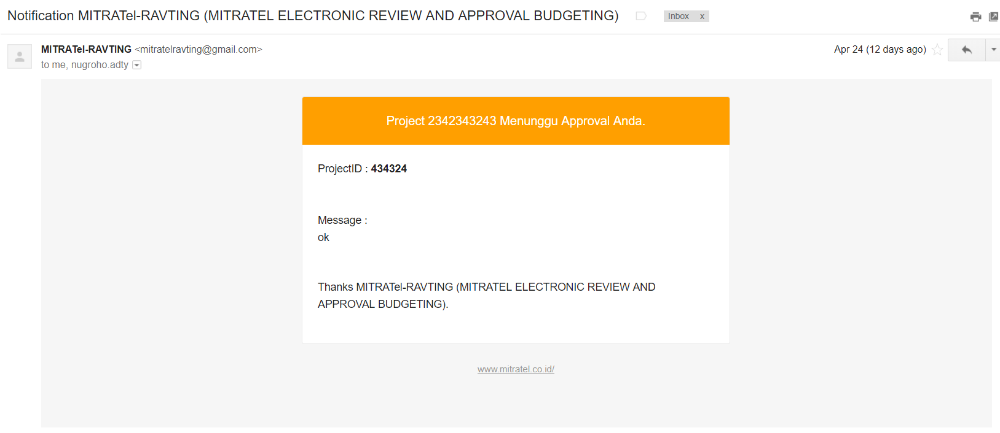 Notification MITRATel-RAVTING (MITRATEL ELECTRONIC REVIEW AND APPROVAL BUDGETING)
Inbox x
MITRATel-RAVTING <mitratelravting@gmail.com>
Apr 24 (12 days ago)
to me, nugroho.adty
Project 2342343243 Menunggu Approval Anda.
ProjectID : 434324
Message :
ok
Thanks MITRATel-RAVTING (MITRATEL ELECTRONIC REVIEW AND
APPROVAL BUDGETING).
www.mitratel.co.id/